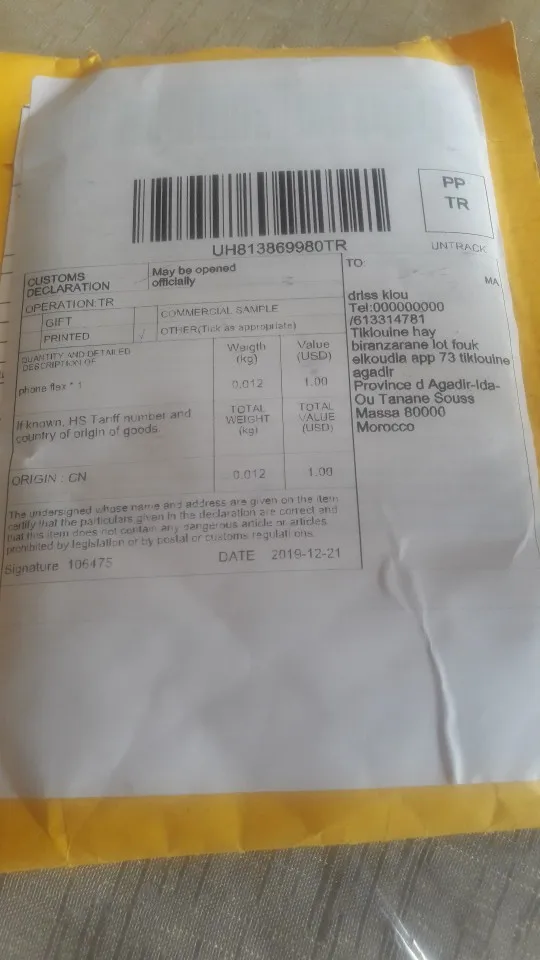 PP
TR
UH813869980TR
UNTRACK
CUSTOMS
DECLARATION
May be opened
officially
OPERATION:TR
GIFT
COMMERCIAL SAMPLE
PRINTED
√
OTHER(Tick as appropriate)
QUANTITY AND DETAILED
DESCRIPTION OF
Weigth
(kg)
Value
(USD)
phone flex * 1
0.012
1.00
If known, HS Tariff number and
country of origin of goods.
TOTAL
WEIGHT
(kg)
TOTAL
VALUE
(USD)
ORIGIN : CN
0.012
1.00
The undersigned whose name and address are given on the item
certify that the particulars given in the declaration are correct and
that this item does not contain any dangerous article or articles
prohibited by legislation or by postal or customs regulations.
Signature 106475
DATE 2019-12-21
TO:
MA
driss klou
Tel:000000000
/613314781
Tiklouine hay
biranzarane lot fouk
elkoudia app 73 tiklouine
agadir
Province d Agadir-Ida-
Ou Tanane Souss
Massa 80000
Morocco